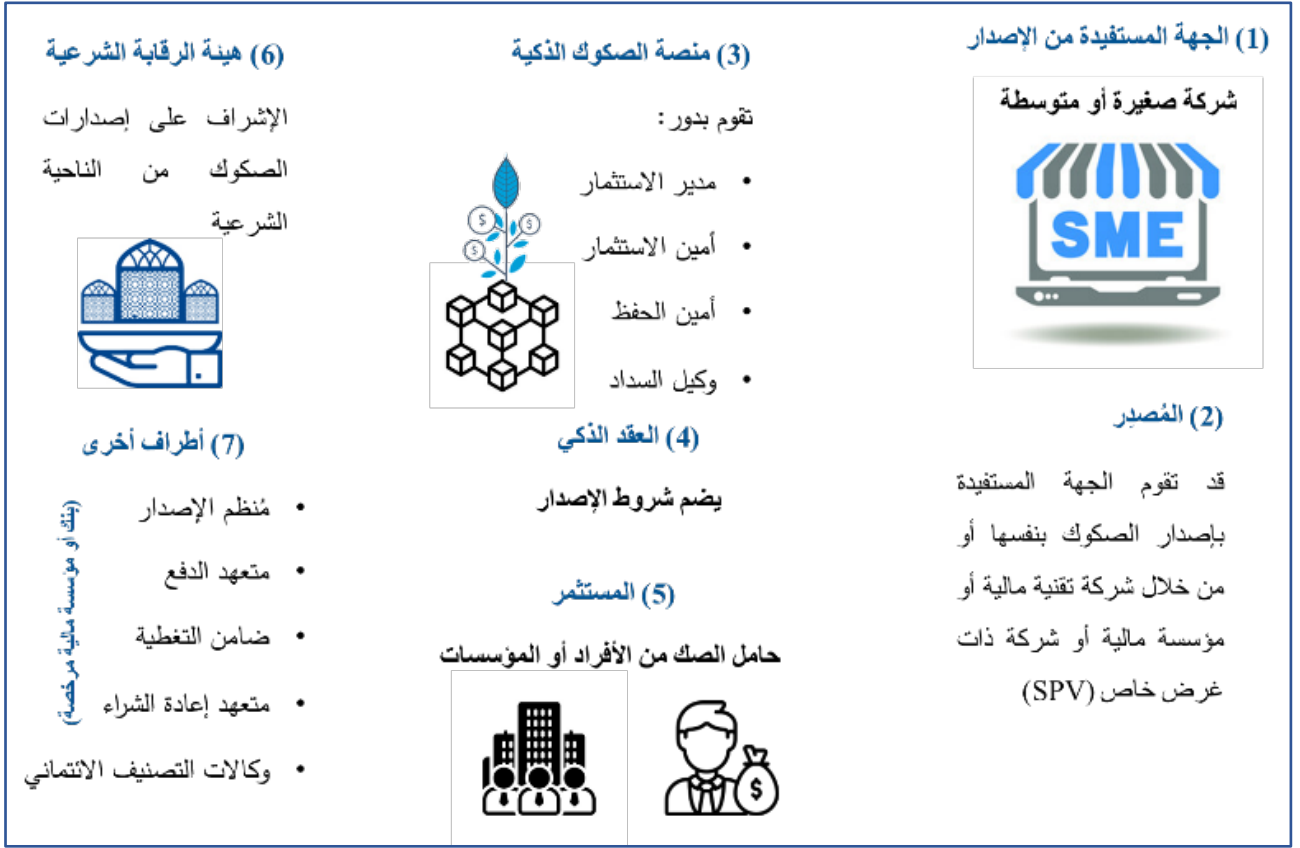 (1) الجهة المستفيدة من الإصدار
شركة صغيرة أو متوسطة
SME
(2) المُصدِر
قد تقوم الجهة المستفيدة
بإصدار الصكوك بنفسها أو
من خلال شركة تقنية مالية أو
مؤسسة مالية أو شركة ذات
غرض خاص (SPV)
(3) منصة الصكوك الذكية
تقوم بدور:
• مدير الاستثمار
• أمين الاستثمار
• أمين الحفظ
• وكيل السداد
$
$
$
(4) العقد الذكي
يضم شروط الإصدار
(5) المستثمر
حامل الصك من الأفراد أو المؤسسات
$
(6) هيئة الرقابة الشرعية
الإشراف على إصدارات
الصكوك من الناحية
الشرعية
(7) أطراف أخرى
• مُنظم الإصدار
• متعهد الدفع
• ضامن التغطية
• متعهد إعادة الشراء
• وكالات التصنيف الائتماني
(بنك أو مؤسسة مالية مرخصة)